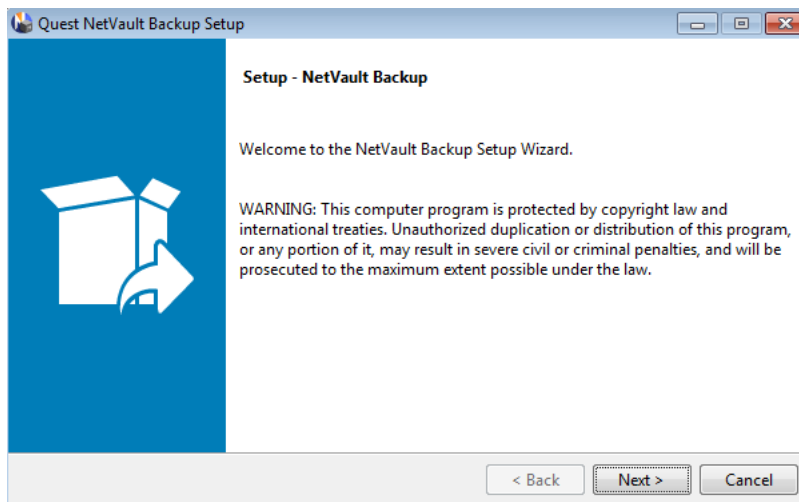 Quest NetVault Backup Setup
Setup - NetVault Backup
Welcome to the NetVault Backup Setup Wizard.
WARNING: This computer program is protected by copyright law and
international treaties. Unauthorized duplication or distribution of this program,
or any portion of it, may result in severe civil or criminal penalties, and will be
prosecuted to the maximum extent possible under the law.
< Back
Next >
Cancel